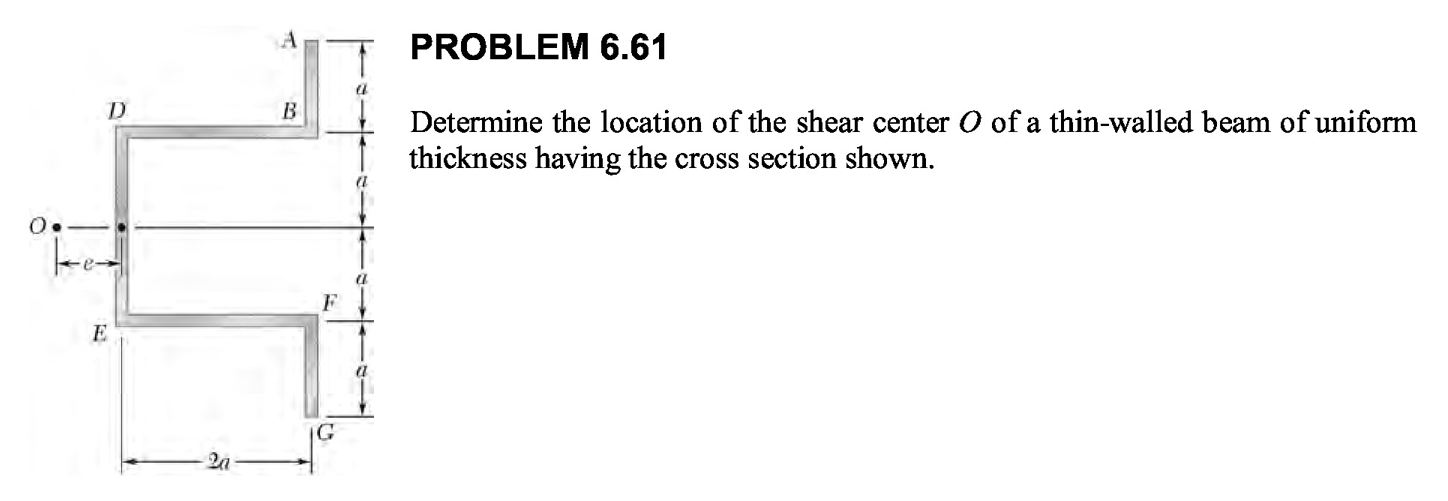 A
PROBLEM 6.61
a
D
B
Determine the location of the shear center O of a thin-walled beam of uniform
thickness having the cross section shown.
a
O
e
a
F
E
a
G
2a